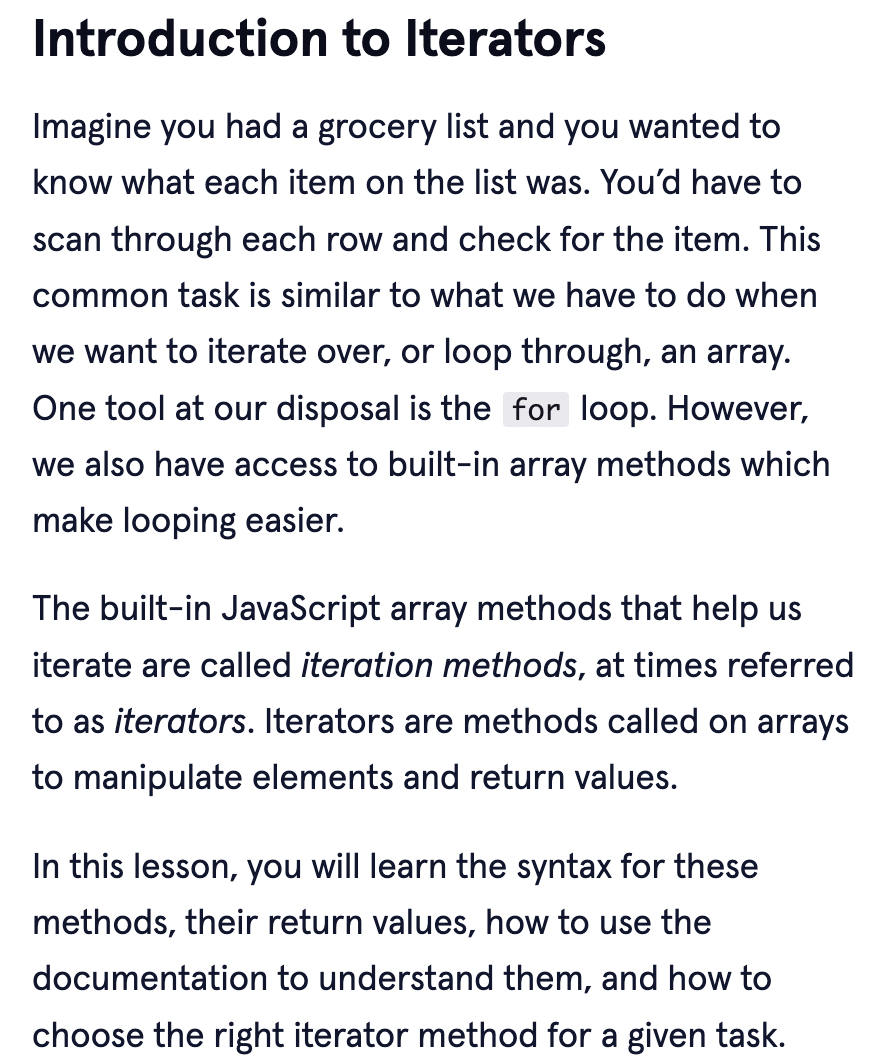 Introduction to Iterators
Imagine you had a grocery list and you wanted to
know what each item on the list was. You’d have to
scan through each row and check for the item. This
common task is similar to what we have to do when
we want to iterate over, or loop through, an array.
One tool at our disposal is the for loop. However,
we also have access to built-in array methods which
make looping easier.
The built-in JavaScript array methods that help us
iterate are called iteration methods, at times referred
to as iterators. Iterators are methods called on arrays
to manipulate elements and return values.
In this lesson, you will learn the syntax for these
methods, their return values, how to use the
documentation to understand them, and how to
choose the right iterator method for a given task.